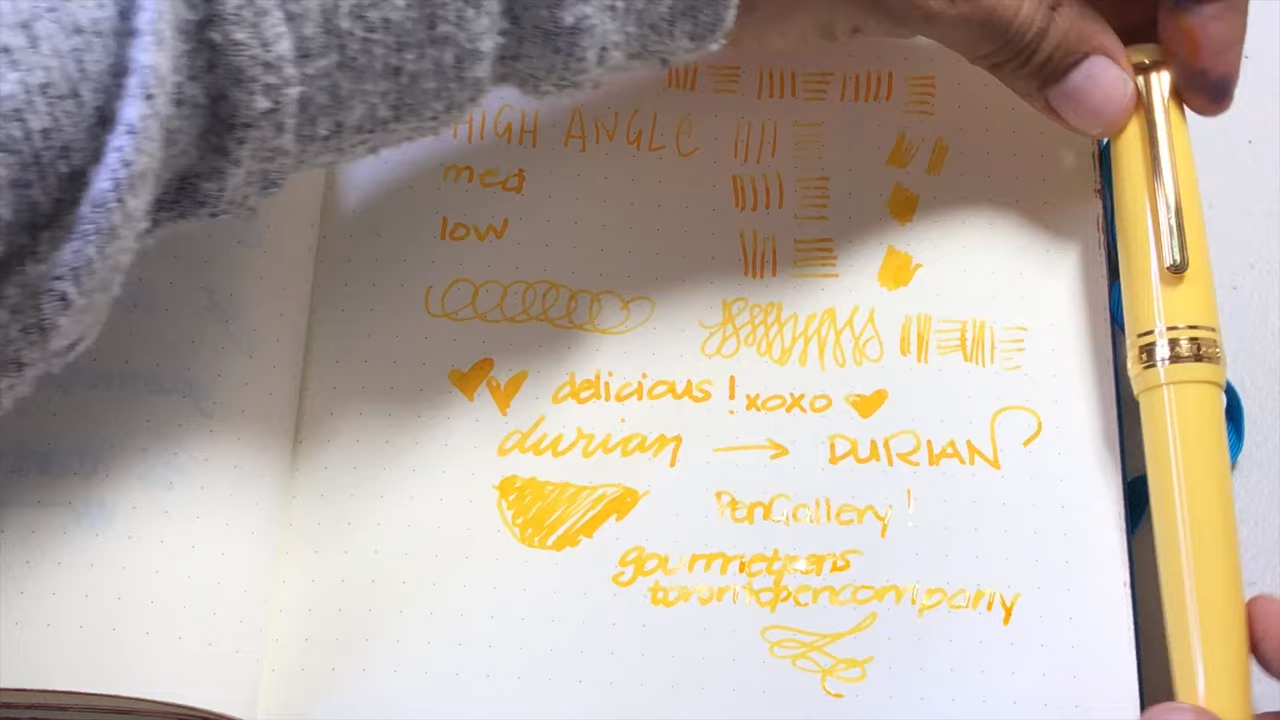 HIGH ANGLE
med
low
delicious! xoxo
durian → DURIAN
PenGallery!
gourmetpens
torontopencompany